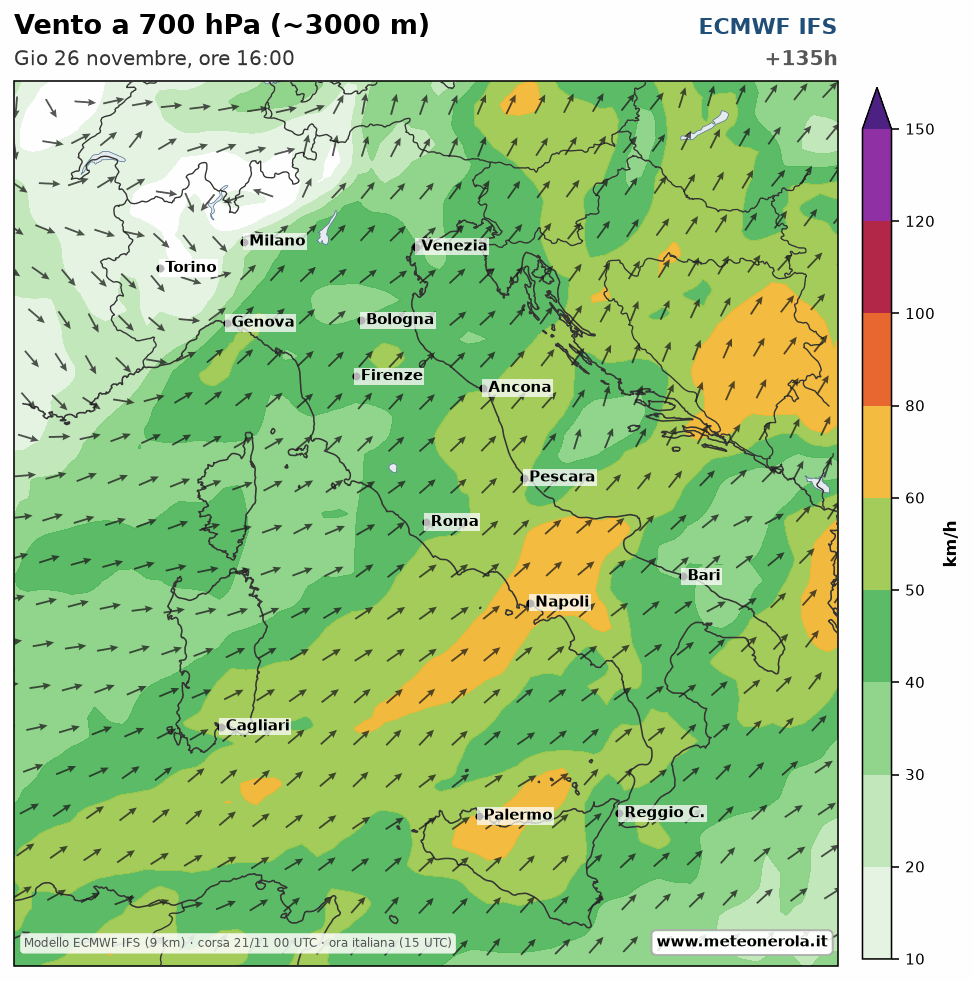 Vento a 700 hPa (~3000 m)
ECMWF IFS
Gio 26 novembre, ore 16:00
+135h
150
120
Milano
Venezia
Torino
100
Genova
Bologna
Firenze
Ancona
80
Pescara
60
Roma
km/h
Bari
50
Napoli
40
Cagliari
30
Palermo
Reggio C.
20
Modello ECMWF IFS (9 km) · corsa 21/11 00 UTC · ora italiana (15 UTC)
www.meteonerola.it
10